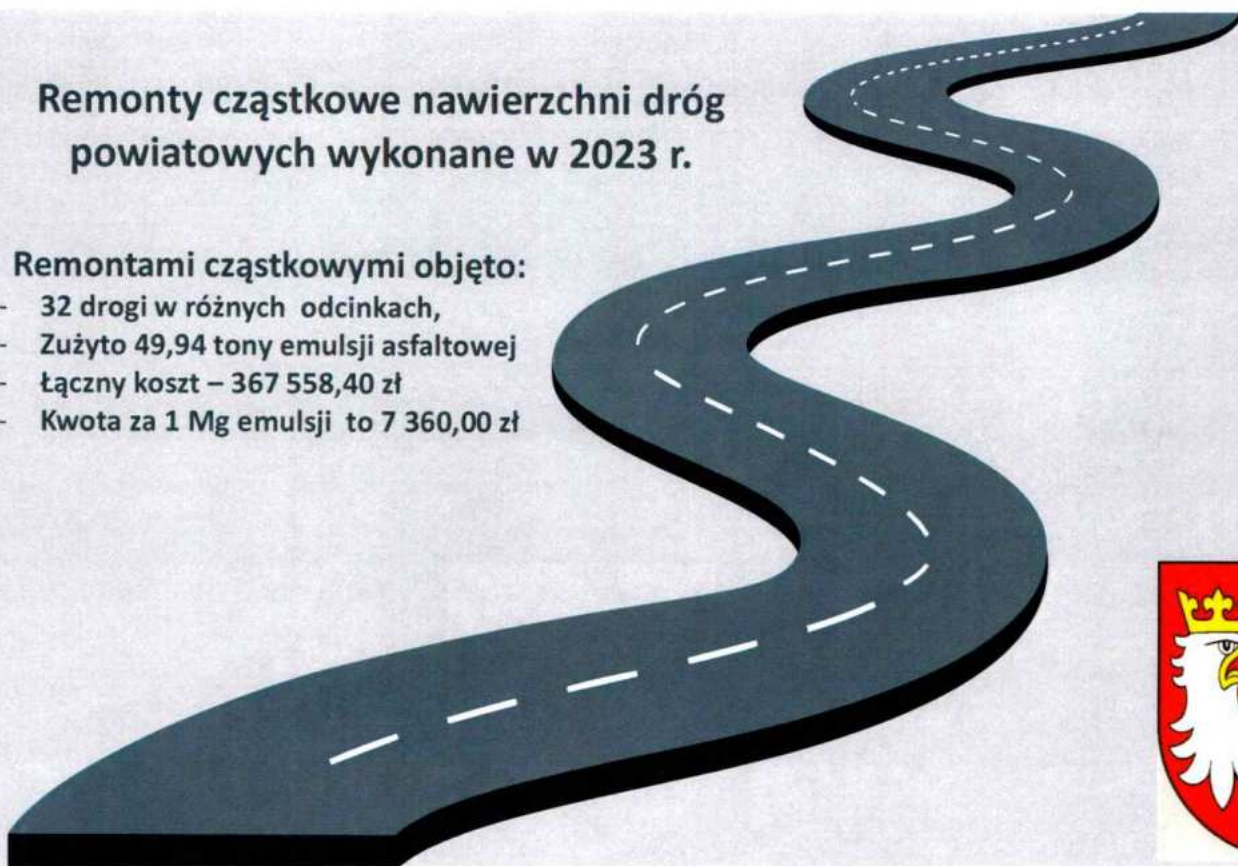 Remonty cząstkowe nawierzchni dróg
powiatowych wykonane w 2023 r.
Remontami cząstkowymi objęto:
- 32 drogi w różnych odcinkach,
- Zużyto 49,94 tony emulsji asfaltowej
- Łączny koszt – 367 558,40 zł
- Kwota za 1 Mg emulsji to 7 360,00 zł